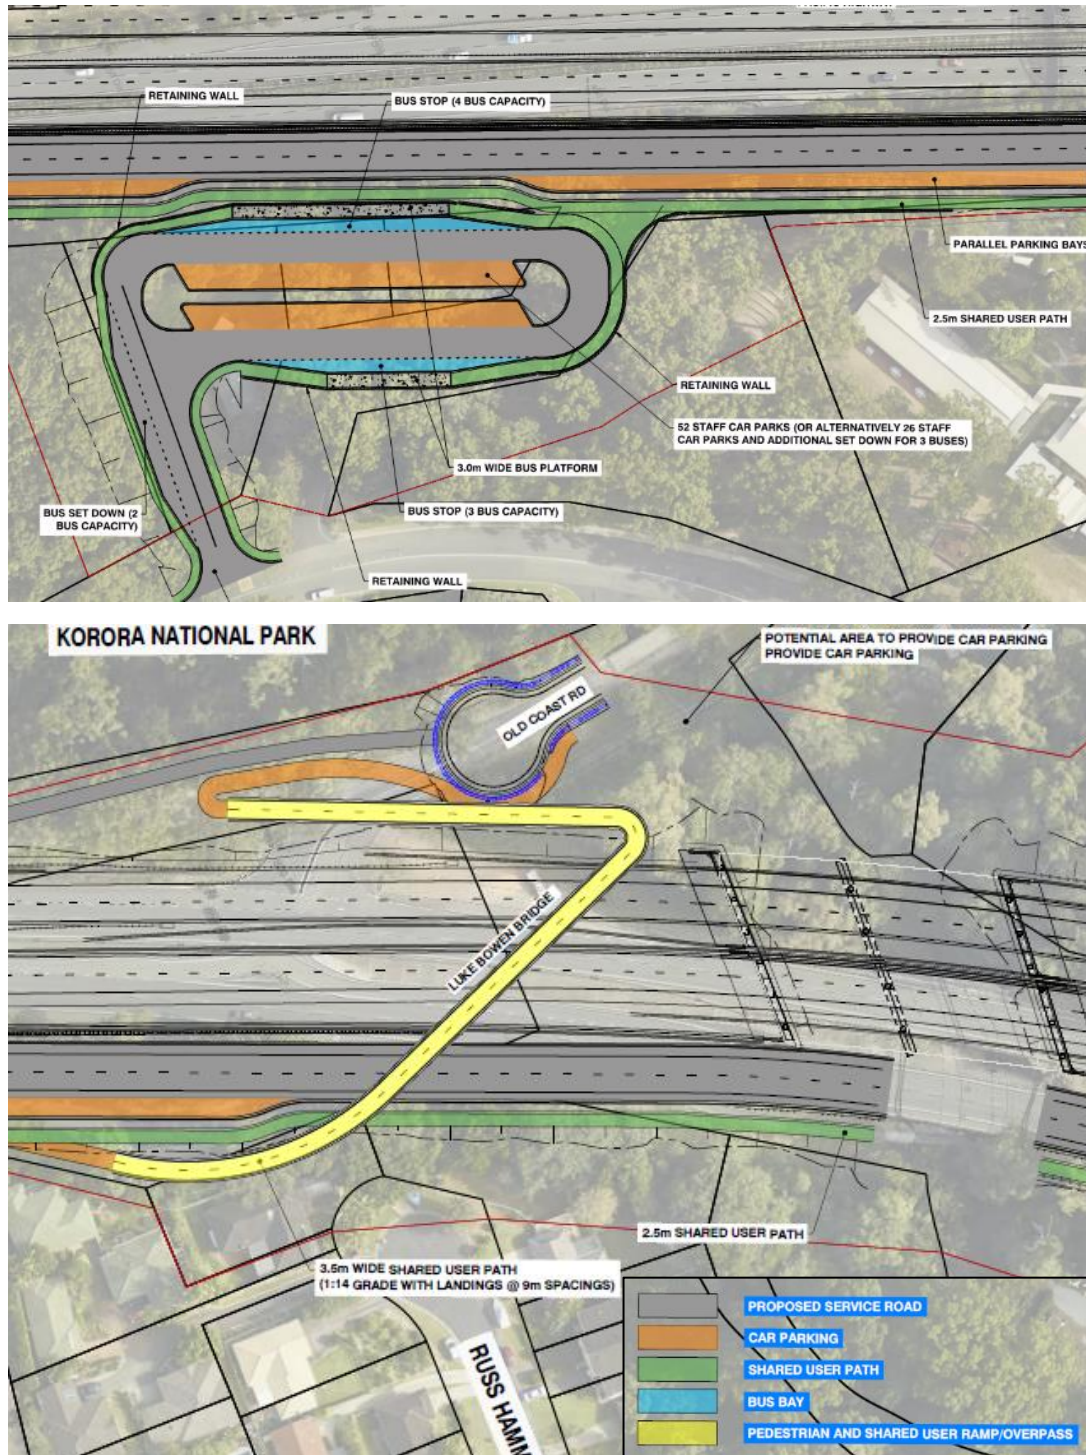 PACIFIC HIGHWAY
RETAINING WALL
BUS STOP (4 BUS CAPACITY)
PARALLEL PARKING BAYS
2.5m SHARED USER PATH
RETAINING WALL
52 STAFF CAR PARKS (OR ALTERNATIVELY 26 STAFF
CAR PARKS AND ADDITIONAL SET DOWN FOR 3 BUSES)
3.0m WIDE BUS PLATFORM
BUS SET DOWN (2
BUS CAPACITY)
BUS STOP (3 BUS CAPACITY)
RETAINING WALL
KORORA NATIONAL PARK
POTENTIAL AREA TO PROVIDE CAR PARKING
PROVIDE CAR PARKING
OLD COAST RD
LUKE BOWEN BRIDGE
2.5m SHARED USER PATH
3.5m WIDE SHARED USER PATH
(1:14 GRADE WITH LANDINGS @ 9m SPACINGS)
RUSS HAMM
PROPOSED SERVICE ROAD
CAR PARKING
SHARED USER PATH
BUS BAY
PEDESTRIAN AND SHARED USER RAMP/OVERPASS